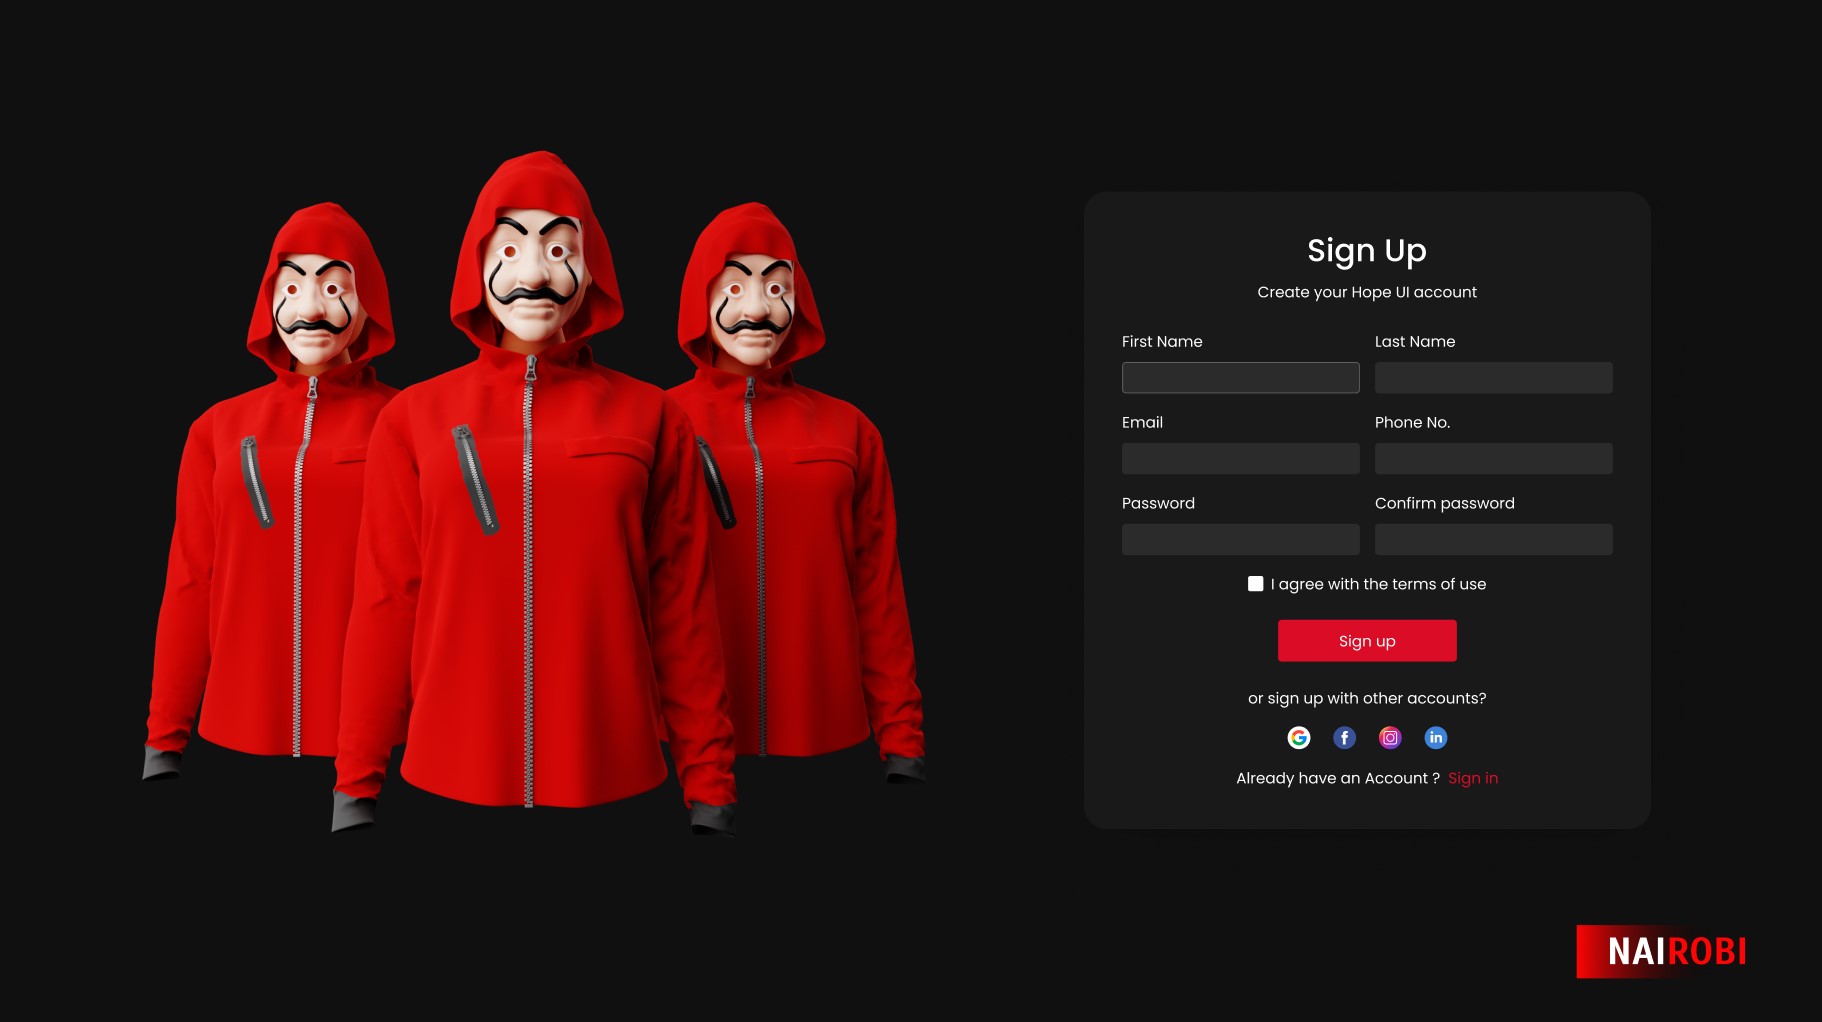 Sign Up
Create your Hope UI account
First Name
Last Name
Email
Phone No.
Password
Confirm password
I agree with the terms of use
Sign up
or sign up with other accounts?
G f in
Already have an Account ? Sign in
NAIROBI